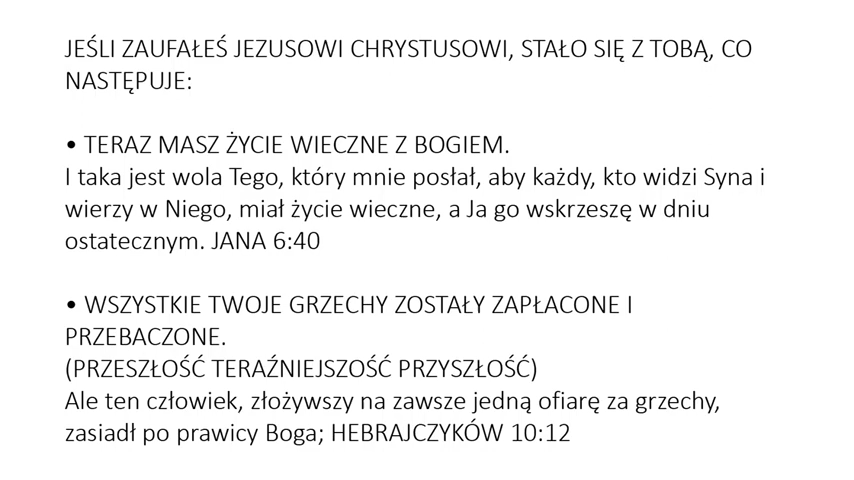 JEŚLI ZAUFAŁEŚ JEZUSOWI CHRYSTUSOWI, STAŁO SIĘ Z TOBĄ, CO
NASTĘPUJE:
• TERAZ MASZ ŻYCIE WIECZNE Z BOGIEM.
I taka jest wola Tego, który mnie posłał, aby każdy, kto widzi Syna i
wierzy w Niego, miał życie wieczne, a Ja go wskrzeszę w dniu
ostatecznym. JANA 6:40
• WSZYSTKIE TWOJE GRZECHY ZOSTAŁY ZAPŁACONE I
PRZEBACZONE.
(PRZESZŁOŚĆ TERAŹNIEJSZOŚĆ PRZYSZŁOŚĆ)
Ale ten człowiek, złożywszy na zawsze jedną ofiarę za grzechy,
zasiadł po prawicy Boga; HEBRAJCZYKÓW 10:12